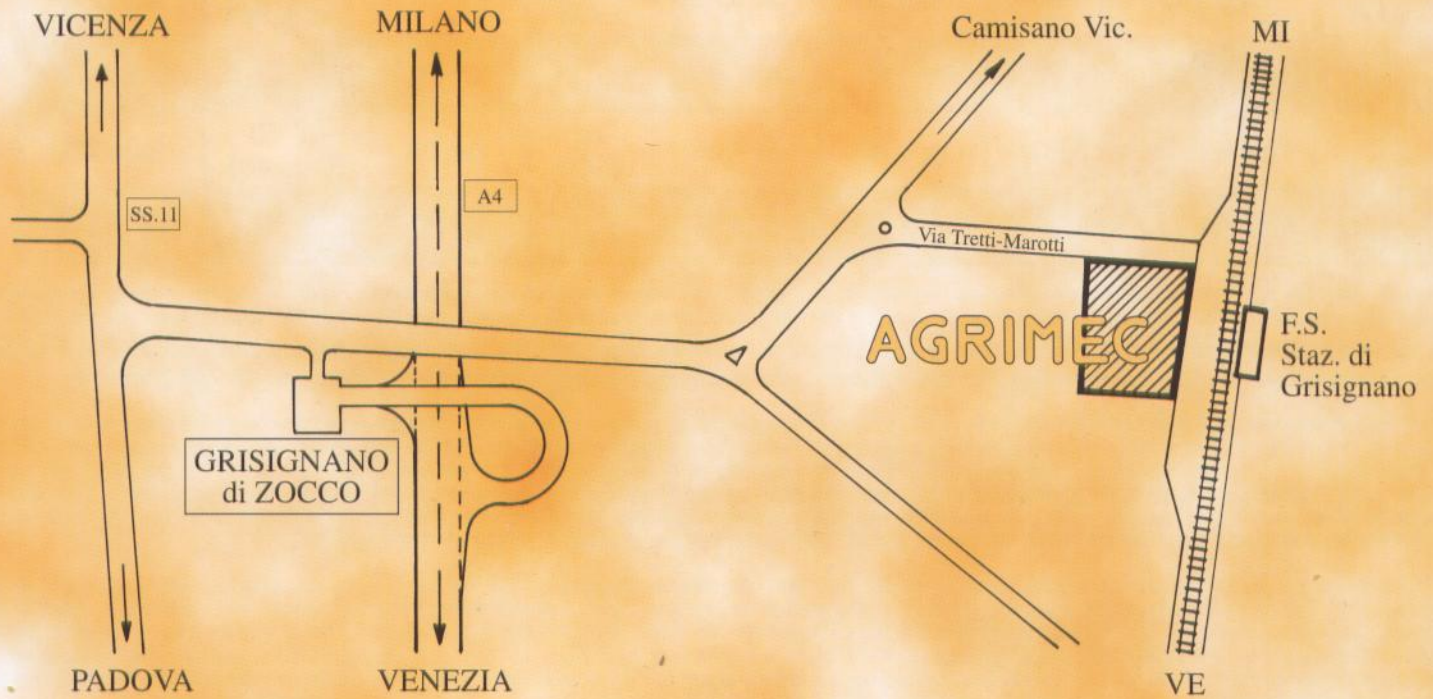 VICENZA
MILANO
Camisano Vic.
MI
SS.11
A4
Via Tretti-Marotti
AGRIMEC
F.S.
Staz. di
Grisignano
GRISIGNANO
di ZOCCO
PADOVA
VENEZIA
VE